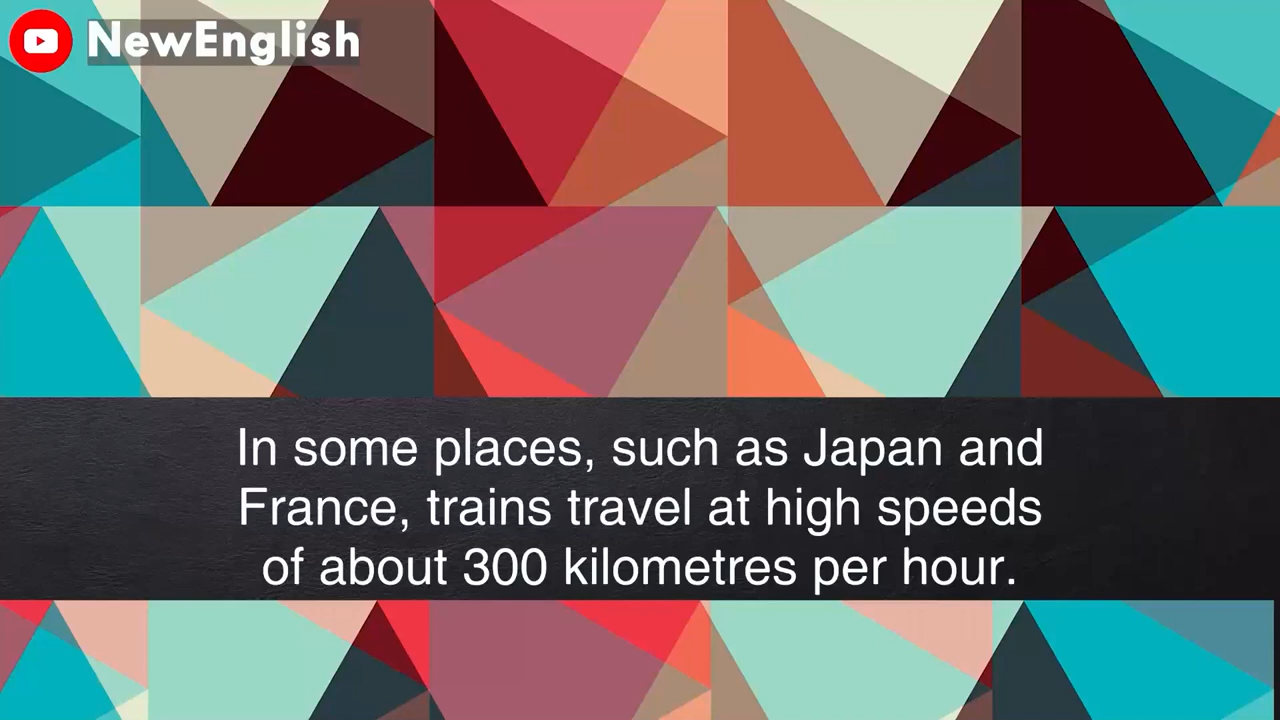 NewEnglish
In some places, such as Japan and
France, trains travel at high speeds
of about 300 kilometres per hour.